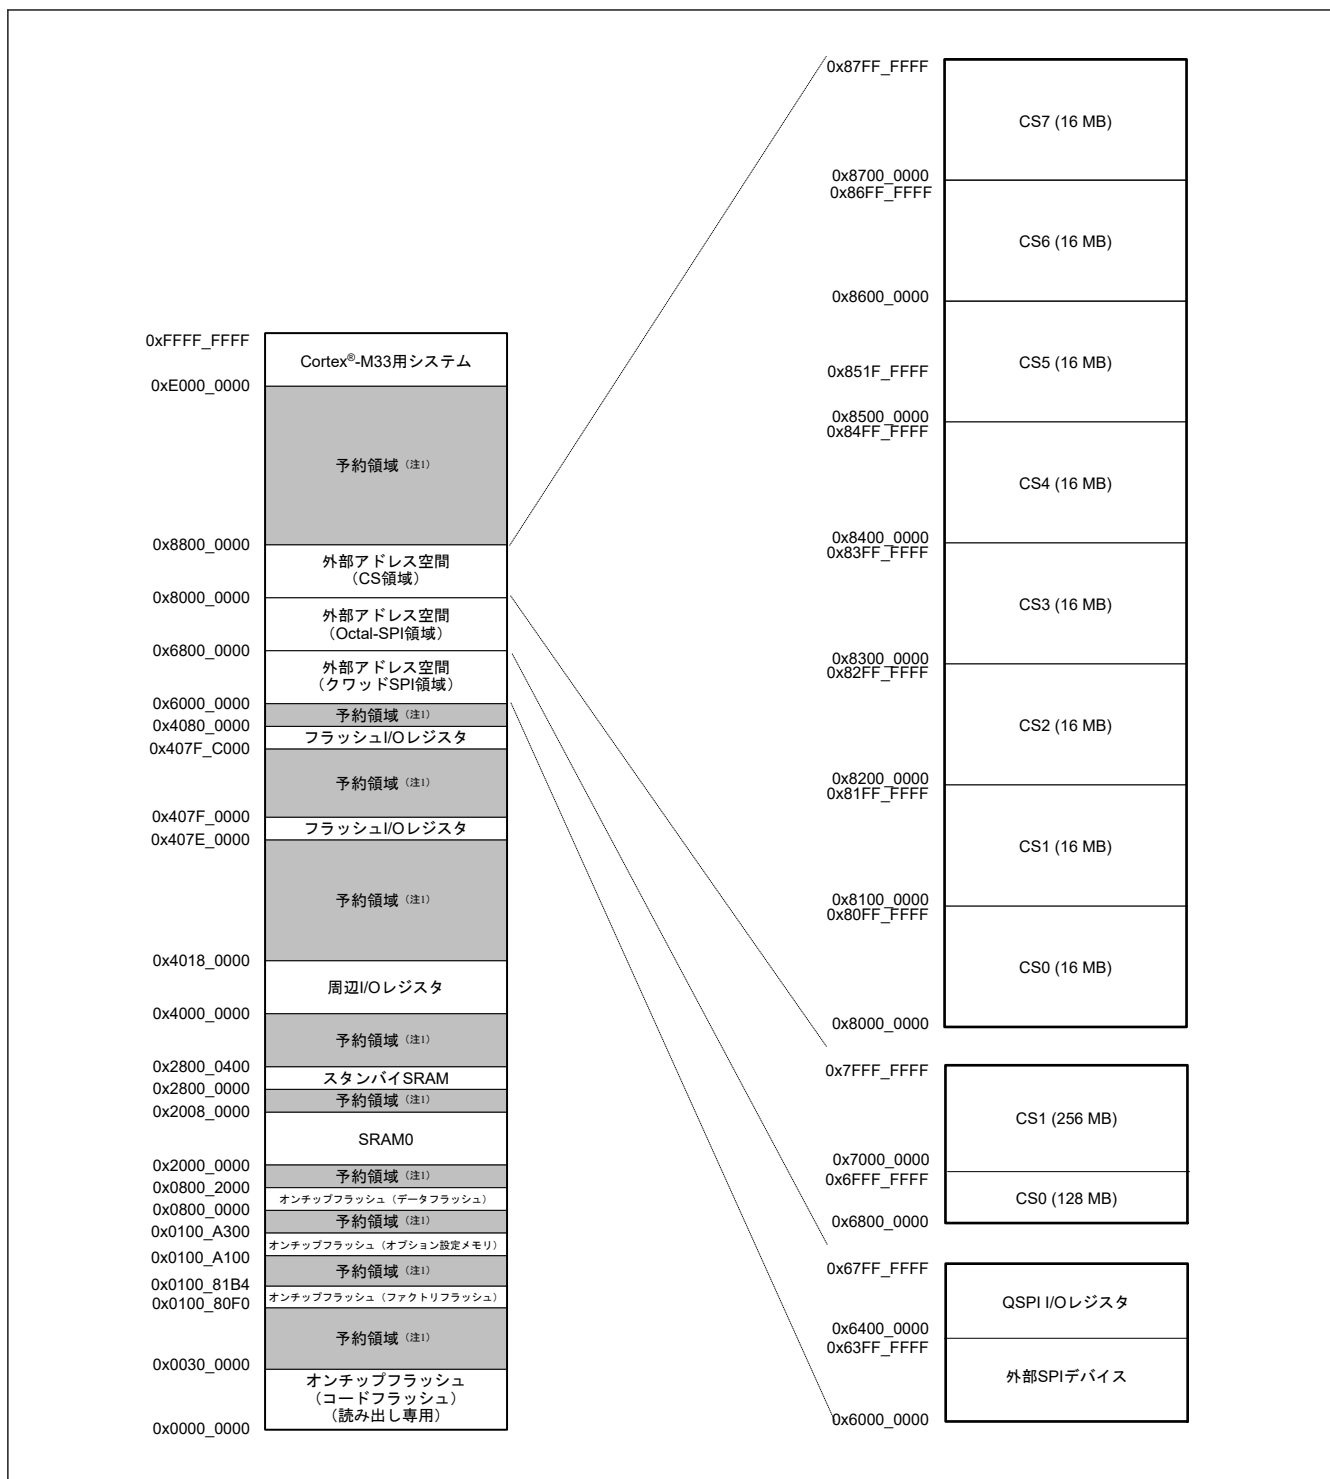 0xFFFF_FFFF
Cortex®-M33用システム
0xE000_0000
予約領域（注1）
0x8800_0000
外部アドレス空間
（CS領域）
0x8000_0000
外部アドレス空間
（Octal-SPI領域）
0x6800_0000
外部アドレス空間
（クワッドSPI領域）
0x6000_0000
予約領域（注1）
0x4080_0000
フラッシュI/Oレジスタ
0x407F_C000
予約領域（注1）
0x407F_0000
フラッシュI/Oレジスタ
0x407E_0000
予約領域（注1）
0x4018_0000
周辺I/Oレジスタ
0x4000_0000
予約領域（注1）
0x2800_0400
スタンバイSRAM
0x2800_0000
予約領域（注1）
0x2008_0000
SRAM0
0x2000_0000
予約領域（注1）
0x0800_2000
オンチップフラッシュ（データフラッシュ）
0x0800_0000
予約領域（注1）
0x0100_A300
オンチップフラッシュ（オプション設定メモリ）
0x0100_A100
予約領域（注1）
0x0100_81B4
オンチップフラッシュ（ファクトリフラッシュ）
0x0100_80F0
予約領域（注1）
0x0030_0000
オンチップフラッシュ
（コードフラッシュ）
（読み出し専用）
0x0000_0000
0x87FF_FFFF
CS7 (16 MB)
0x8700_0000
0x86FF_FFFF
CS6 (16 MB)
0x8600_0000
CS5 (16 MB)
0x851F_FFFF
0x8500_0000
0x84FF_FFFF
CS4 (16 MB)
0x8400_0000
0x83FF_FFFF
CS3 (16 MB)
0x8300_0000
0x82FF_FFFF
CS2 (16 MB)
0x8200_0000
0x81FF_FFFF
CS1 (16 MB)
0x8100_0000
0x80FF_FFFF
CS0 (16 MB)
0x8000_0000
0x7FFF_FFFF
CS1 (256 MB)
0x7000_0000
0x6FFF_FFFF
CS0 (128 MB)
0x6800_0000
0x67FF_FFFF
QSPI I/Oレジスタ
0x6400_0000
0x63FF_FFFF
外部SPIデバイス
0x6000_0000